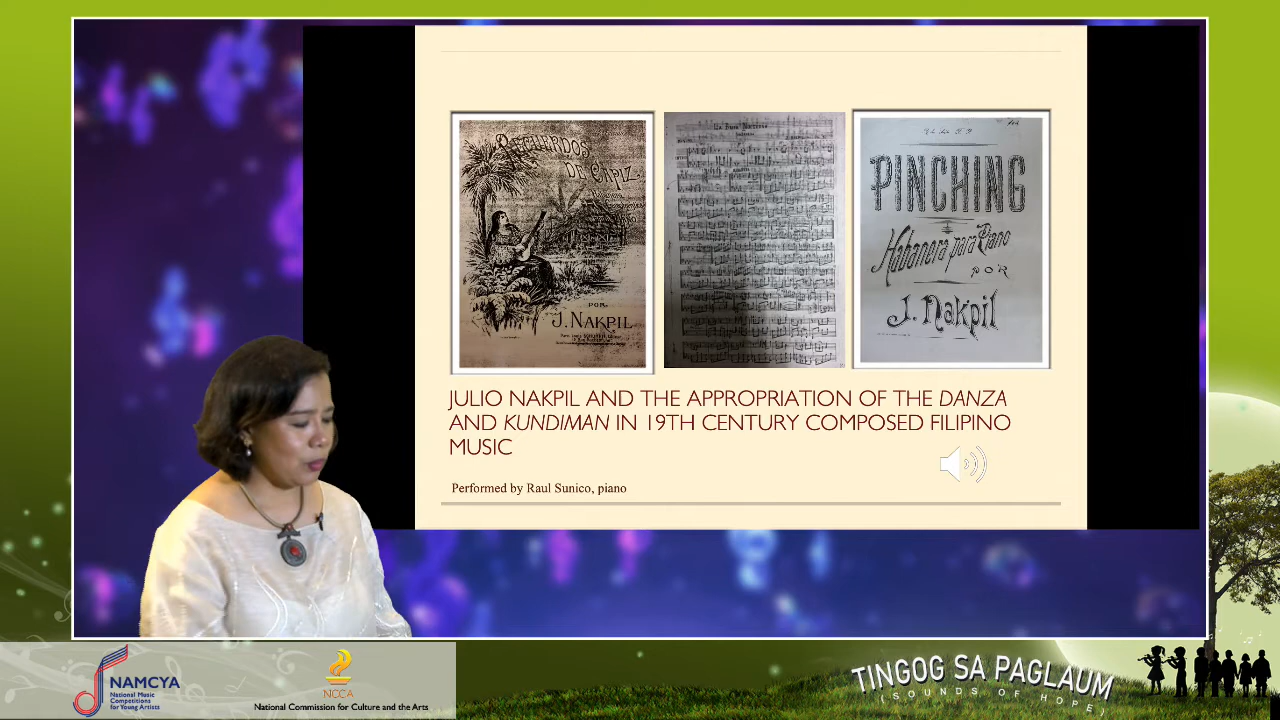 RECUERDOS
DE CAPIZ.
POR.
J. NAKPIL
PINCHING
Habanera para Piano
POR
J. Nakpil
JULIO NAKPIL AND THE APPROPRIATION OF THE DANZA
AND KUNDIMAN IN 19TH CENTURY COMPOSED FILIPINO
MUSIC
Performed by Raul Sunico, piano
NAMCYA
National Music
Competitions
for Young Artists
NCCA
National Commission for Culture and the Arts
TINGOG SA PAGLAUM
(SOUNDS OF HOPE)